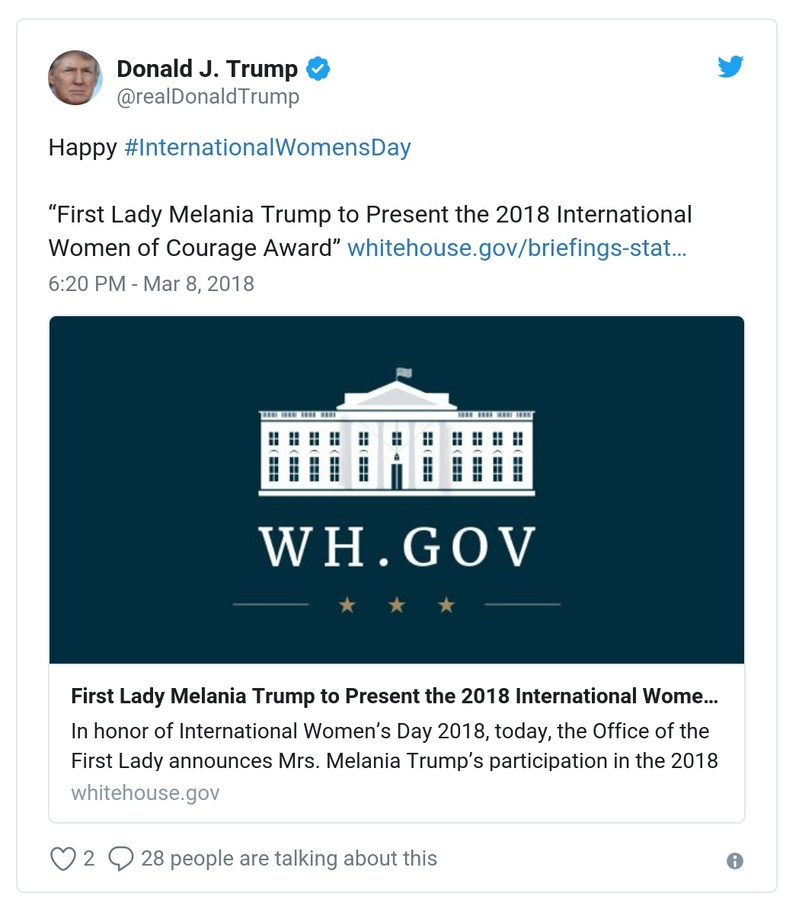 Donald J. Trump
@realDonaldTrump
Happy #InternationalWomensDay
“First Lady Melania Trump to Present the 2018 International
Women of Courage Award” whitehouse.gov/briefings-stat…
6:20 PM - Mar 8, 2018
WH.GOV
First Lady Melania Trump to Present the 2018 International Wome…
In honor of International Women’s Day 2018, today, the Office of the
First Lady announces Mrs. Melania Trump’s participation in the 2018
whitehouse.gov
2 28 people are talking about this